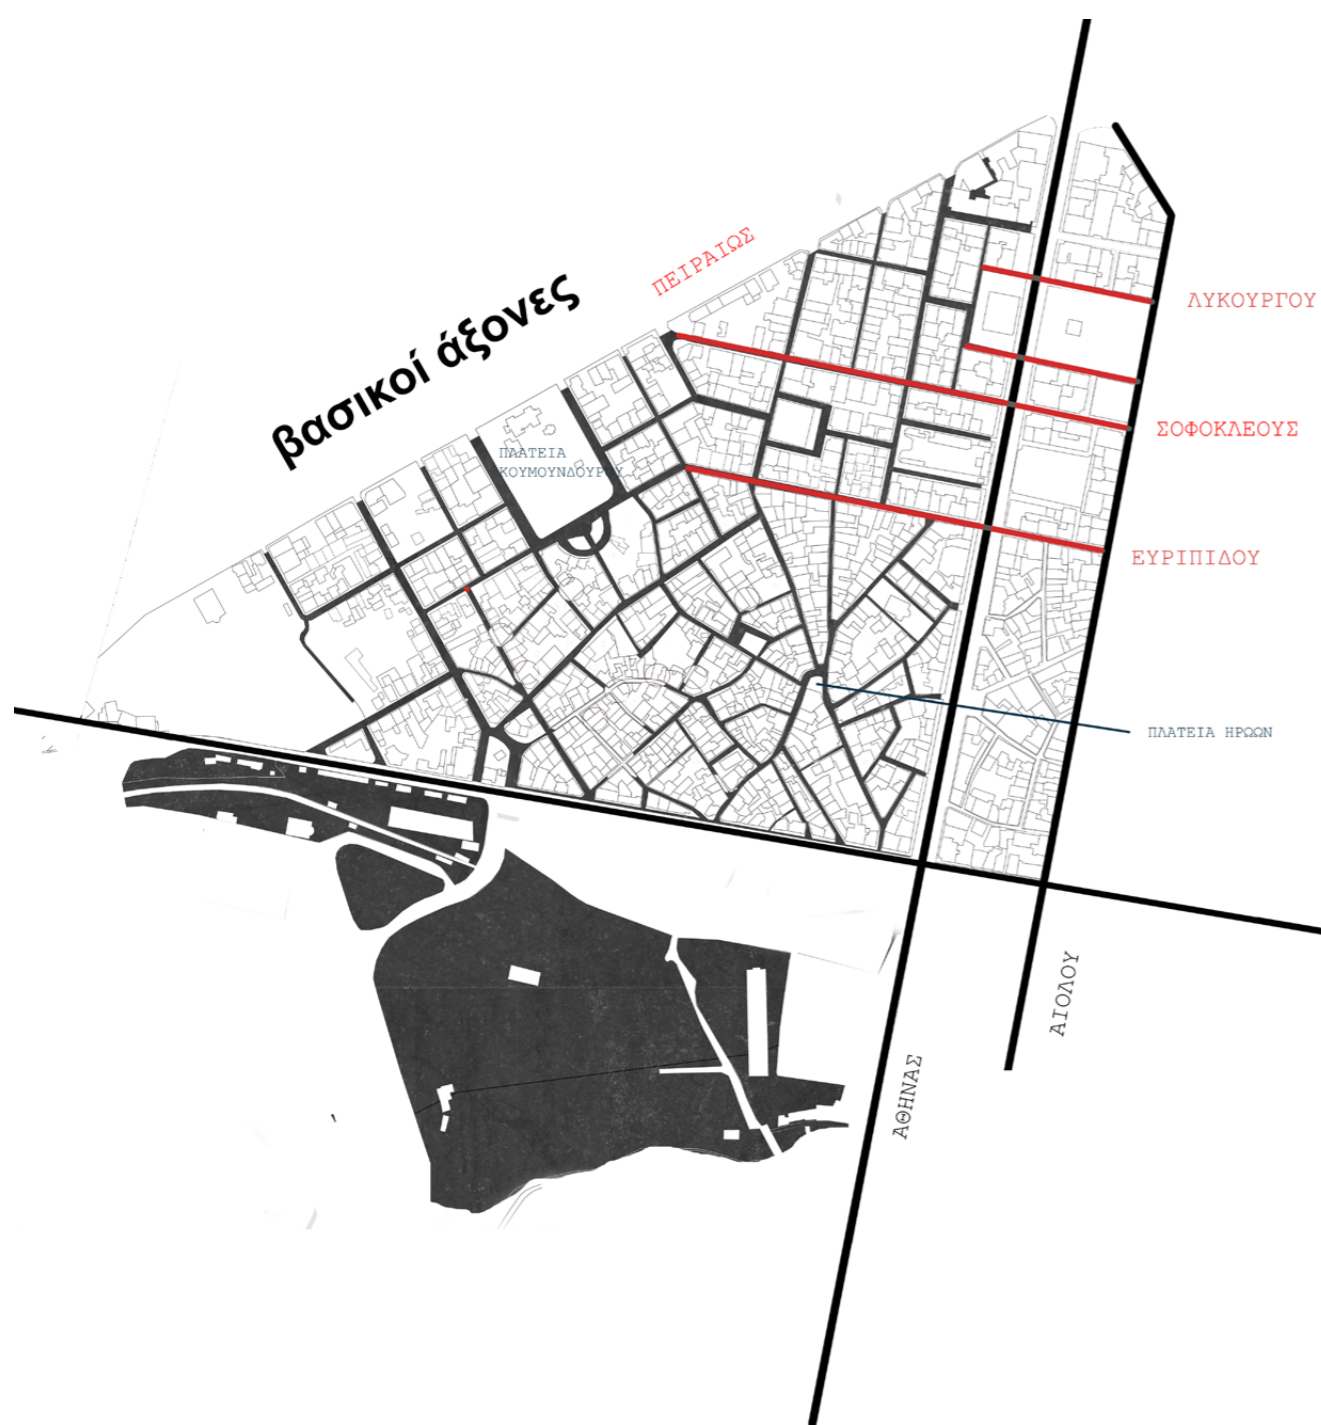 ΠΕΙΡΑΙΩΣ
βασικοί άξονες
ΛΥΚΟΥΡΓΟΥ
ΣΟΦΟΚΛΕΟΥΣ
ΠΛΑΤΕΙΑ
ΚΟΥΜΟΥΝΔΟΥΡΟΥ
ΕΥΡΙΠΙΔΟΥ
ΠΛΑΤΕΙΑ ΗΡΩΩΝ
ΑΙΟΛΟΥ
ΑΘΗΝΑΣ